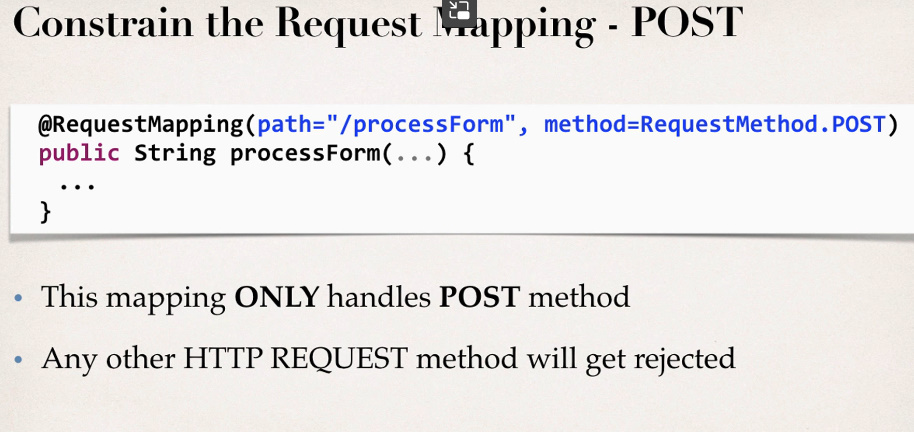 Constrain the Request Mapping - POST
@RequestMapping(path="/processForm", method=RequestMethod.POST)
public String processForm(...) {
...
}
• This mapping ONLY handles POST method
• Any other HTTP REQUEST method will get rejected